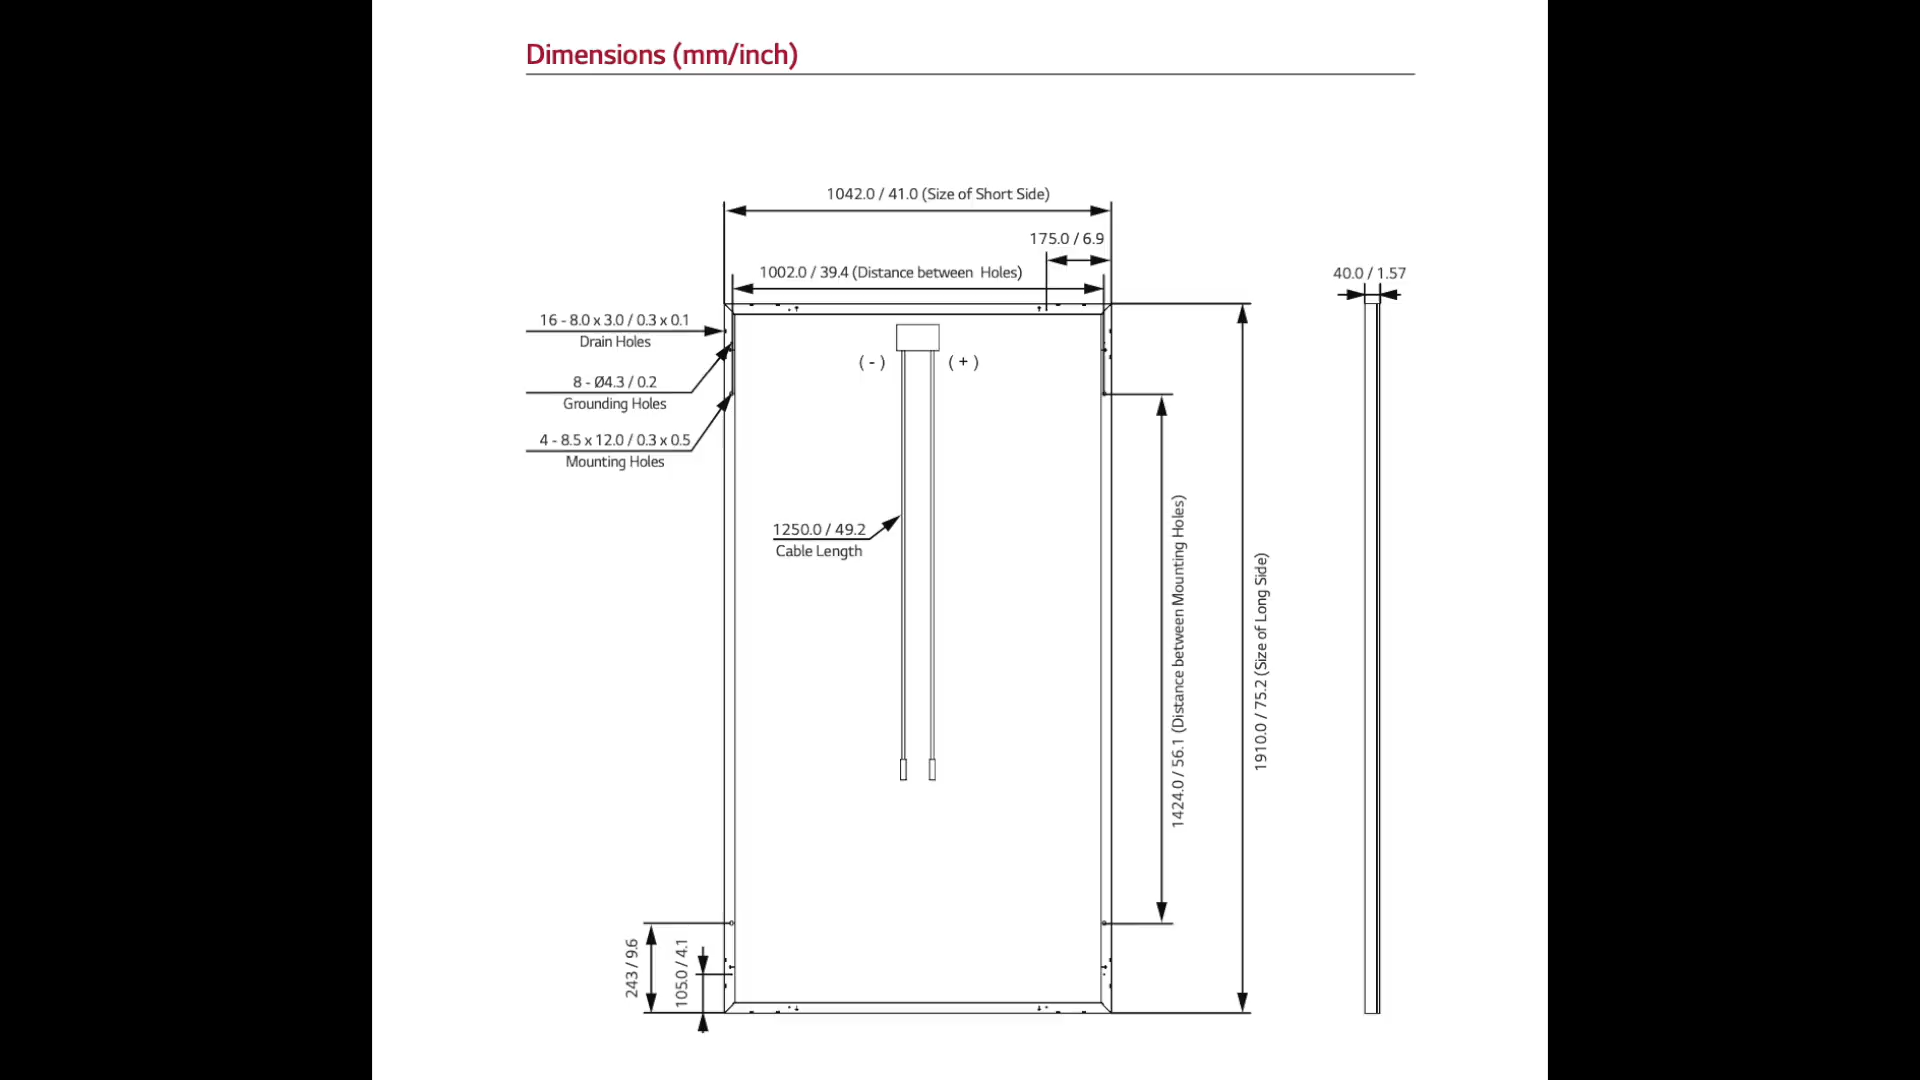 Dimensions (mm/inch)
1042.0 / 41.0 (Size of Short Side)
175.0 / 6.9
1002.0 / 39.4 (Distance between Holes)
40.0 / 1.57
16 - 8.0 x 3.0 / 0.3 x 0.1
Drain Holes
( - )
( + )
8 - Ø4.3 / 0.2
Grounding Holes
4 - 8.5 x 12.0 / 0.3 x 0.5
Mounting Holes
1250.0 / 49.2
Cable Length
1424.0 / 56.1 (Distance between Mounting Holes)
1910.0 / 75.2 (Size of Long Side)
243 / 9.6
105.0 / 4.1